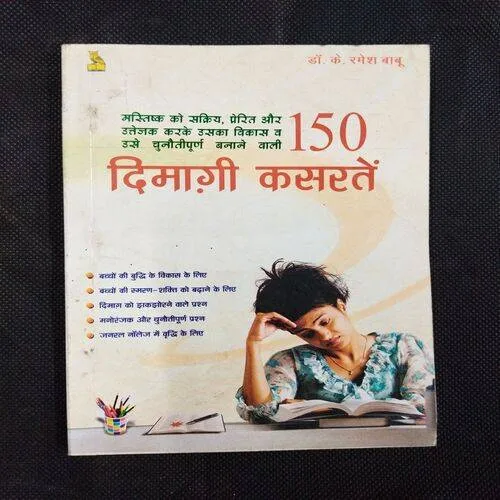 डॉ. के. रमेश बाबू
मस्तिष्क को सक्रिय, प्रेरित और
उत्तेजक करके उसका विकास व
उसे चुनौतीपूर्ण बनाने वाली
150
दिमाग़ी कसरतें
बच्चों की बुद्धि के विकास के लिए
बच्चों की स्मरण-शक्ति को बढ़ाने के लिए
दिमाग़ को झकझोरने वाले प्रश्न
मनोरंजक और चुनौतीपूर्ण प्रश्न
जनरल नॉलेज में वृद्धि के लिए